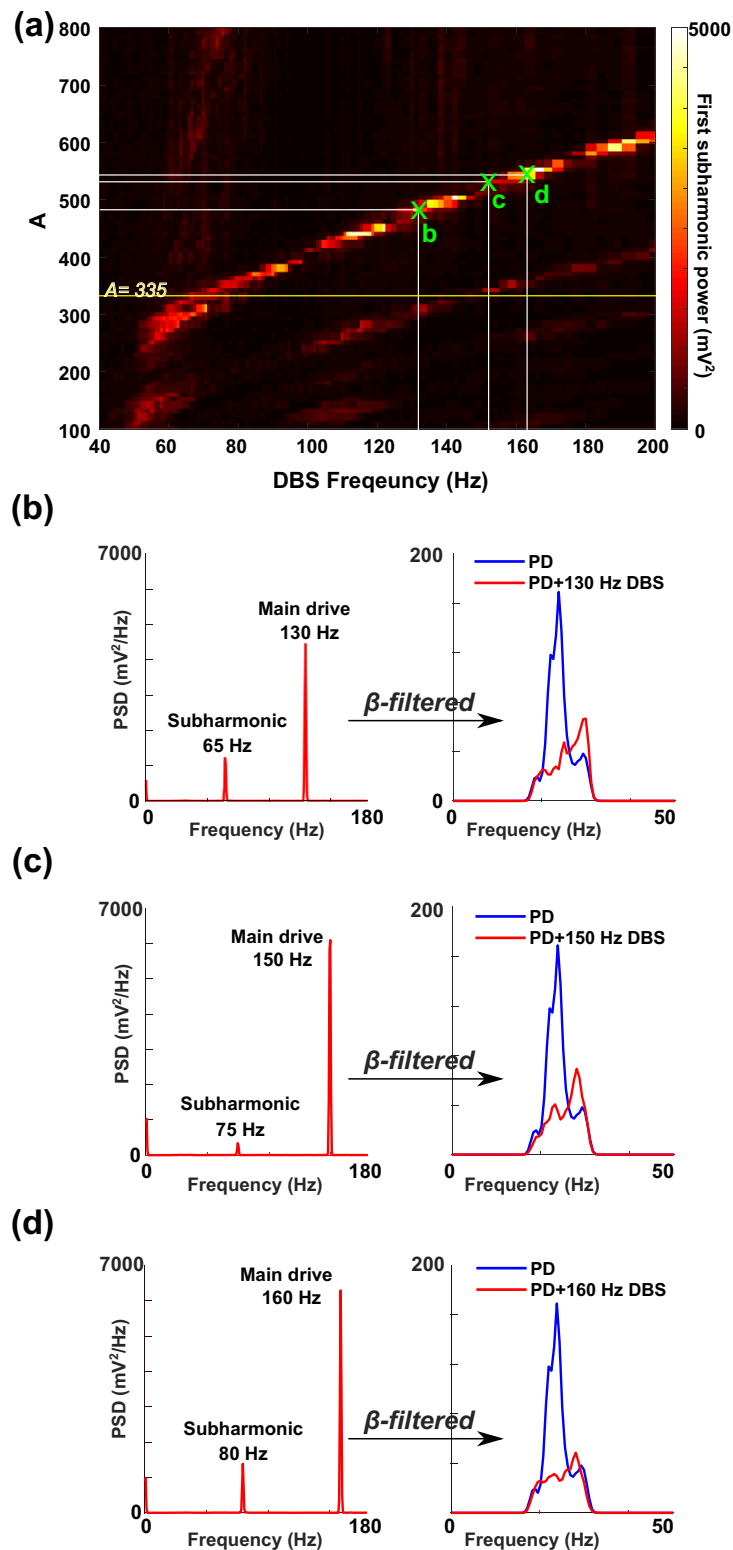 (a)
800
700
600
500
400
300
200
100
A
A= 335
b
c
d
40 60 80 100 120 140 160 180 200
DBS Freqeuncy (Hz)
5000
0
First subharmonic power (mV²)
(b)
7000
0
PSD (mV²/Hz)
Main drive
130 Hz
Subharmonic
65 Hz
0 180
Frequency (Hz)
β-filtered
200
0
PD
PD+130 Hz DBS
0 50
Frequency (Hz)
(c)
7000
0
PSD (mV²/Hz)
Main drive
150 Hz
Subharmonic
75 Hz
0 180
Frequency (Hz)
β-filtered
200
0
PD
PD+150 Hz DBS
0 50
Frequency (Hz)
(d)
7000
0
PSD (mV²/Hz)
Main drive
160 Hz
Subharmonic
80 Hz
0 180
Frequency (Hz)
β-filtered
200
0
PD
PD+160 Hz DBS
0 50
Frequency (Hz)